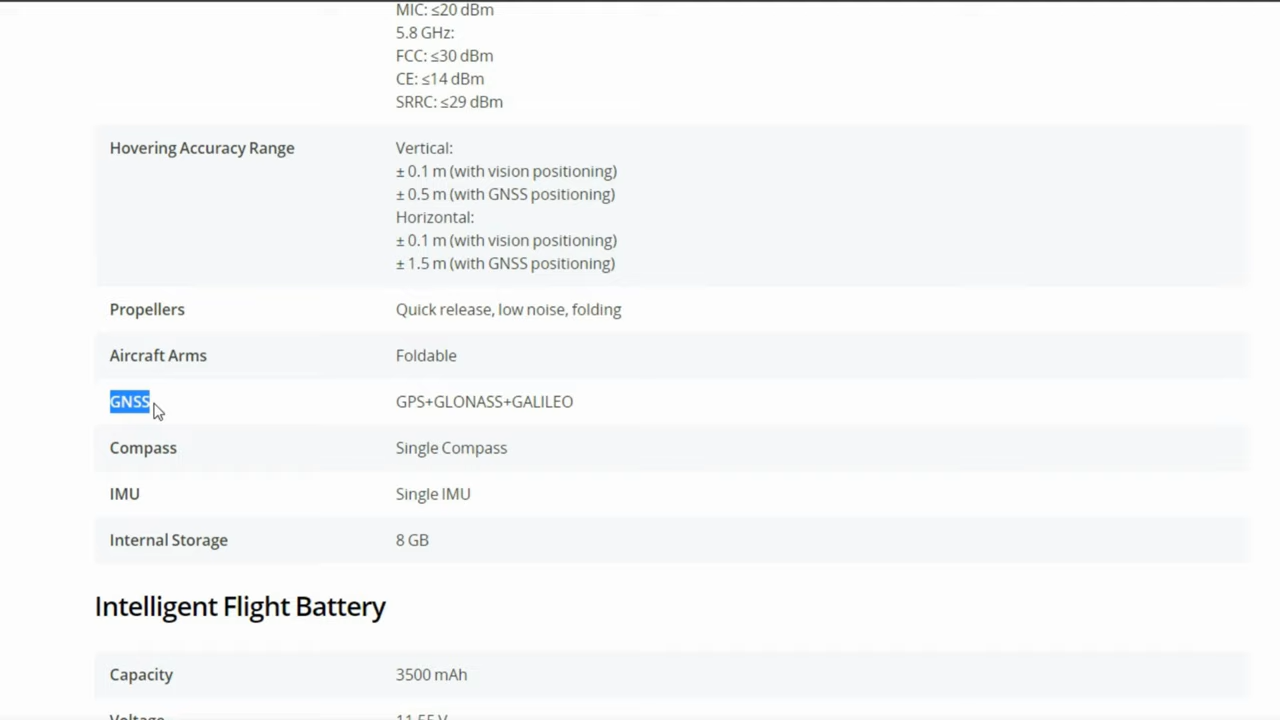 MIC: ≤20 dBm
5.8 GHz:
FCC: ≤30 dBm
CE: ≤14 dBm
SRRC: ≤29 dBm
Hovering Accuracy Range
Vertical:
± 0.1 m (with vision positioning)
± 0.5 m (with GNSS positioning)
Horizontal:
± 0.1 m (with vision positioning)
± 1.5 m (with GNSS positioning)
Propellers
Quick release, low noise, folding
Aircraft Arms
Foldable
GNSS
GPS+GLONASS+GALILEO
Compass
Single Compass
IMU
Single IMU
Internal Storage
8 GB
Intelligent Flight Battery
Capacity
3500 mAh
Voltage
11.55 V